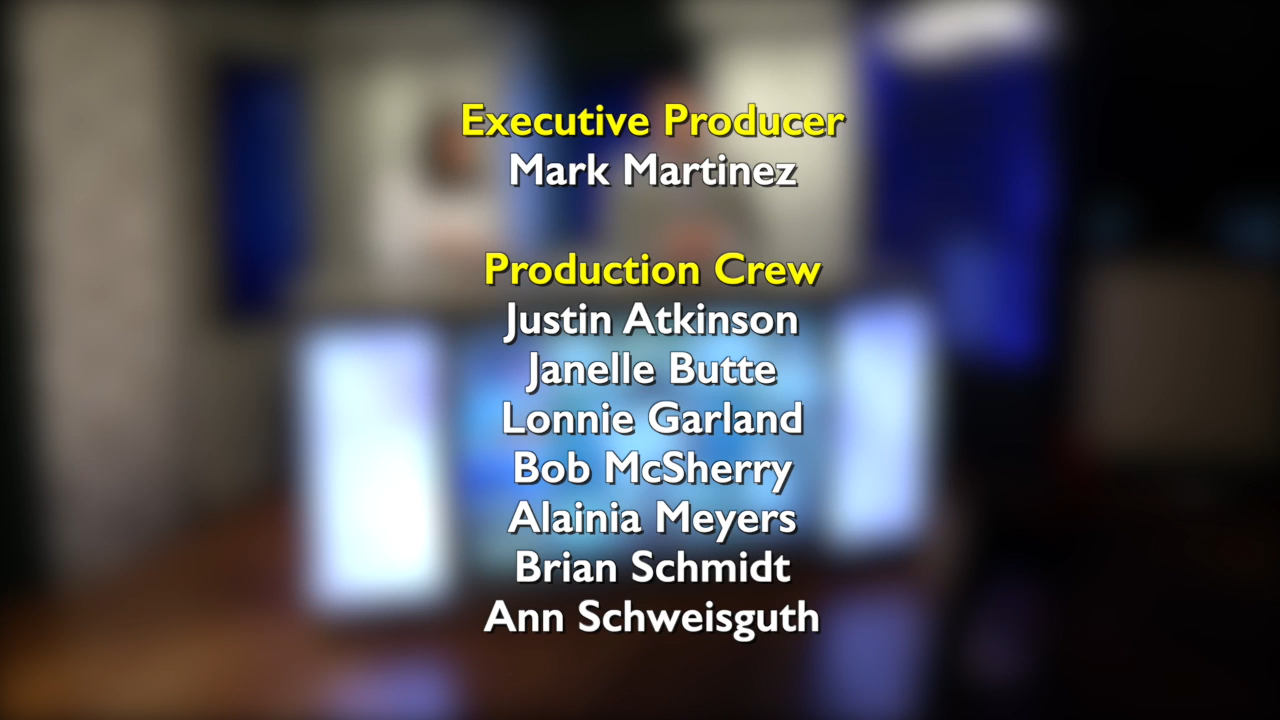 Executive Producer
Mark Martinez
Production Crew
Justin Atkinson
Janelle Butte
Lonnie Garland
Bob McSherry
Alainia Meyers
Brian Schmidt
Ann Schweisguth